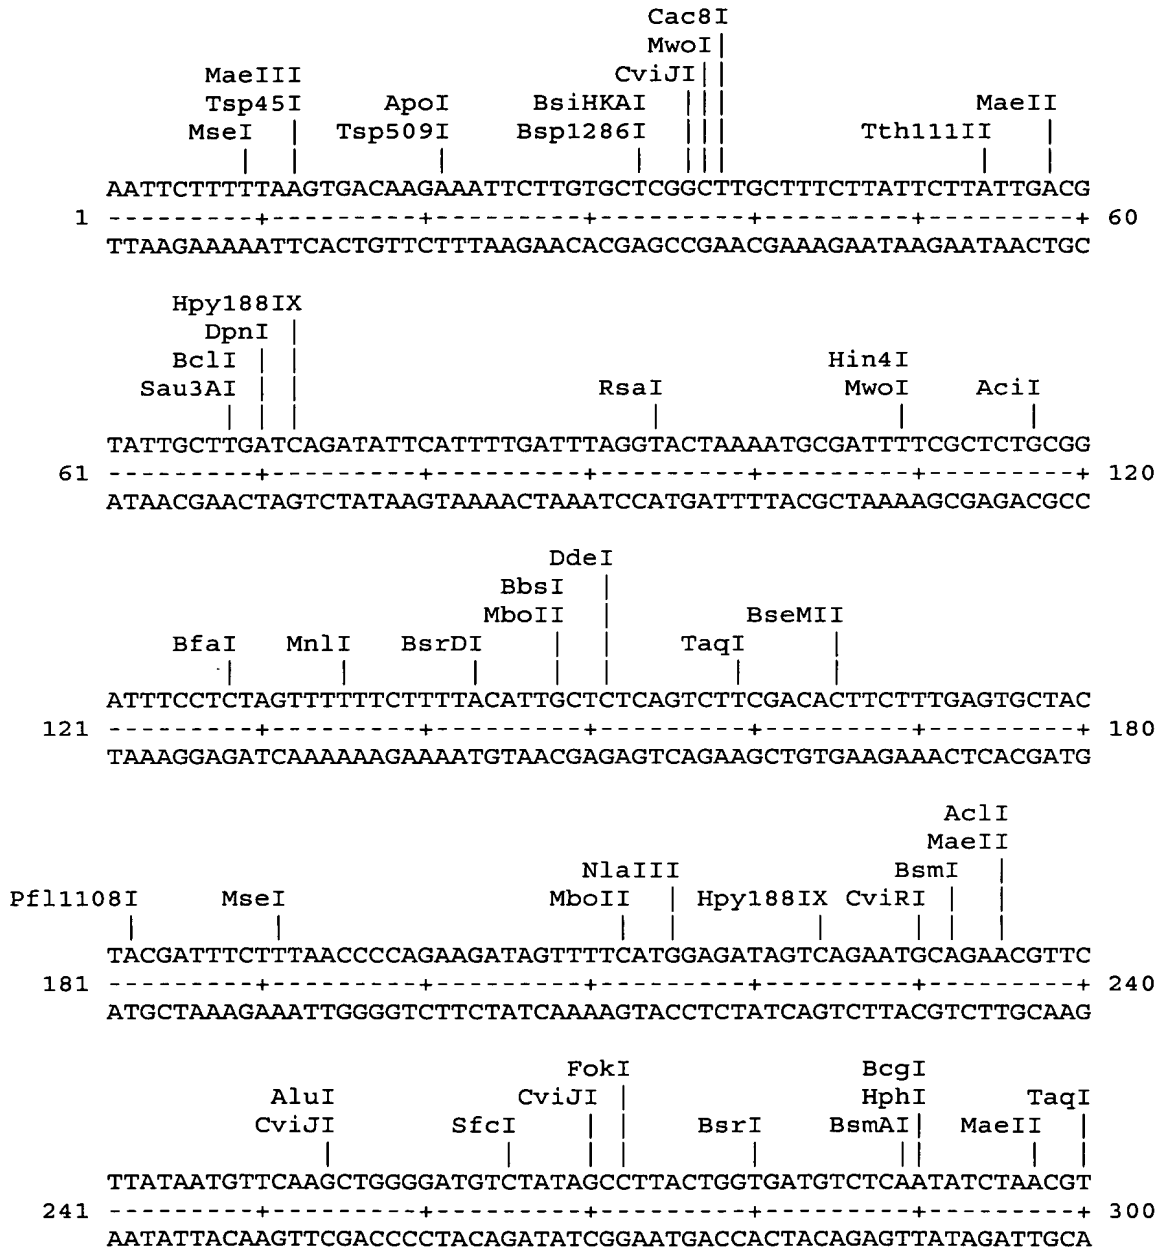 Cac8I
MwoI
MaeIII CviJI
Tsp45I ApoI BsiHKAI MaeII
MseI Tsp509I Bsp1286I Tth111II
AATTCTTTTTAAGTGACAAGAAATTCTTGTGCTCGGCTTGCTTTCTTATTCTTATTGACG
1 ---------+---------+---------+---------+---------+---------+ 60
TTAAGAAAAATTCACTGTTCTTTAAGAACACGAGCCGAACGAAAGAATAAGAATAACTGC
Hpy188IX
DpnI
BclI Hin4I
Sau3AI RsaI MwoI AciI
TATTGCTTGATCAGATATTCATTTTGATTTAGGTACTAAAATGCGATTTTCGCTCTGCGG
61 ---------+---------+---------+---------+---------+---------+ 120
ATAACGAACTAGTCTATAAGTAAAACTAAATCCATGATTTTACGCTAAAAGCGAGACGCC
DdeI
BbsI
MboII BseMII
BfaI MnlI BsrDI TaqI
ATTTCCTCTAGTTTTTTCTTTTACATTGCTCTCAGTCTTCGACACTTCTTTGAGTGCTAC
121 ---------+---------+---------+---------+---------+---------+ 180
TAAAGGAGATCAAAAAAGAAAATGTAACGAGAGTCAGAAGCTGTGAAGAAACTCACGATG
AclI
MaeII
NlaIII BsmI
Pfl1108I MseI MboII Hpy188IX CviRI
TACGATTTCTTTAACCCCAGAAGATAGTTTTCATGGAGATAGTCAGAATGCAGAACGTTC
181 ---------+---------+---------+---------+---------+---------+ 240
ATGCTAAAGAAATTGGGGTCTTCTATCAAAAGTACCTCTATCAGTCTTACGTCTTGCAAG
FokI BcgI
AluI CviJI HphI TaqI
CviJI SfcI BsrI BsmAI MaeII
TTATAATGTTCAAGCTGGGGATGTCTATAGCCTTACTGGTGATGTCTCAATATCTAACGT
241 ---------+---------+---------+---------+---------+---------+ 300
AATATTACAAGTTCGACCCCTACAGATATCGGAATGACCACTACAGAGTTATAGATTGCA